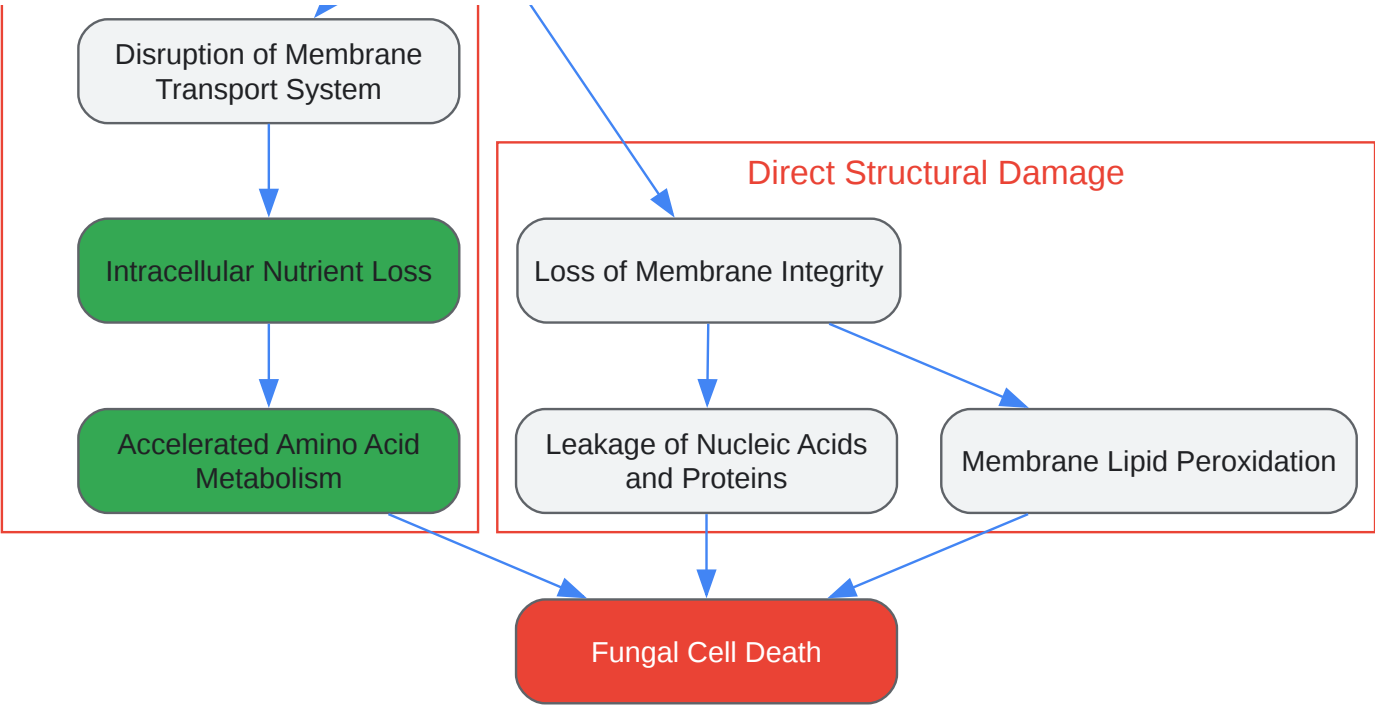 Disruption of Membrane
Transport System
Direct Structural Damage
Intracellular Nutrient Loss
Loss of Membrane Integrity
Accelerated Amino Acid
Metabolism
Leakage of Nucleic Acids
and Proteins
Membrane Lipid Peroxidation
Fungal Cell Death